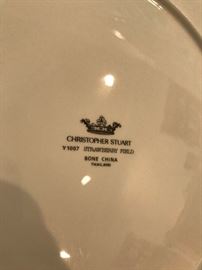 CHRISTOPHER STUART
Y1007 STRAWBERRY FIELD
BONE CHINA
THAILAND